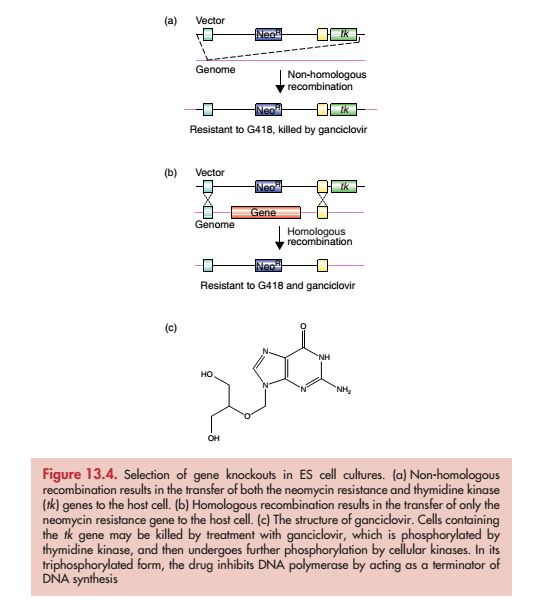 (a) Vector
Neoᴿ tk
Genome
Non-homologous
recombination
Neoᴿ tk
Resistant to G418, killed by ganciclovir
(b) Vector
Neoᴿ tk
Gene
Genome
Homologous
recombination
Neoᴿ
Resistant to G418 and ganciclovir
(c)
O
N NH
HO
N N NH₂
O
OH
Figure 13.4. Selection of gene knockouts in ES cell cultures. (a) Non-homologous
recombination results in the transfer of both the neomycin resistance and thymidine kinase
(tk) genes to the host cell. (b) Homologous recombination results in the transfer of only the
neomycin resistance gene to the host cell. (c) The structure of ganciclovir. Cells containing
the tk gene may be killed by treatment with ganciclovir, which is phosphorylated by
thymidine kinase, and then undergoes further phosphorylation by cellular kinases. In its
triphosphorylated form, the drug inhibits DNA polymerase by acting as a terminator of
DNA synthesis